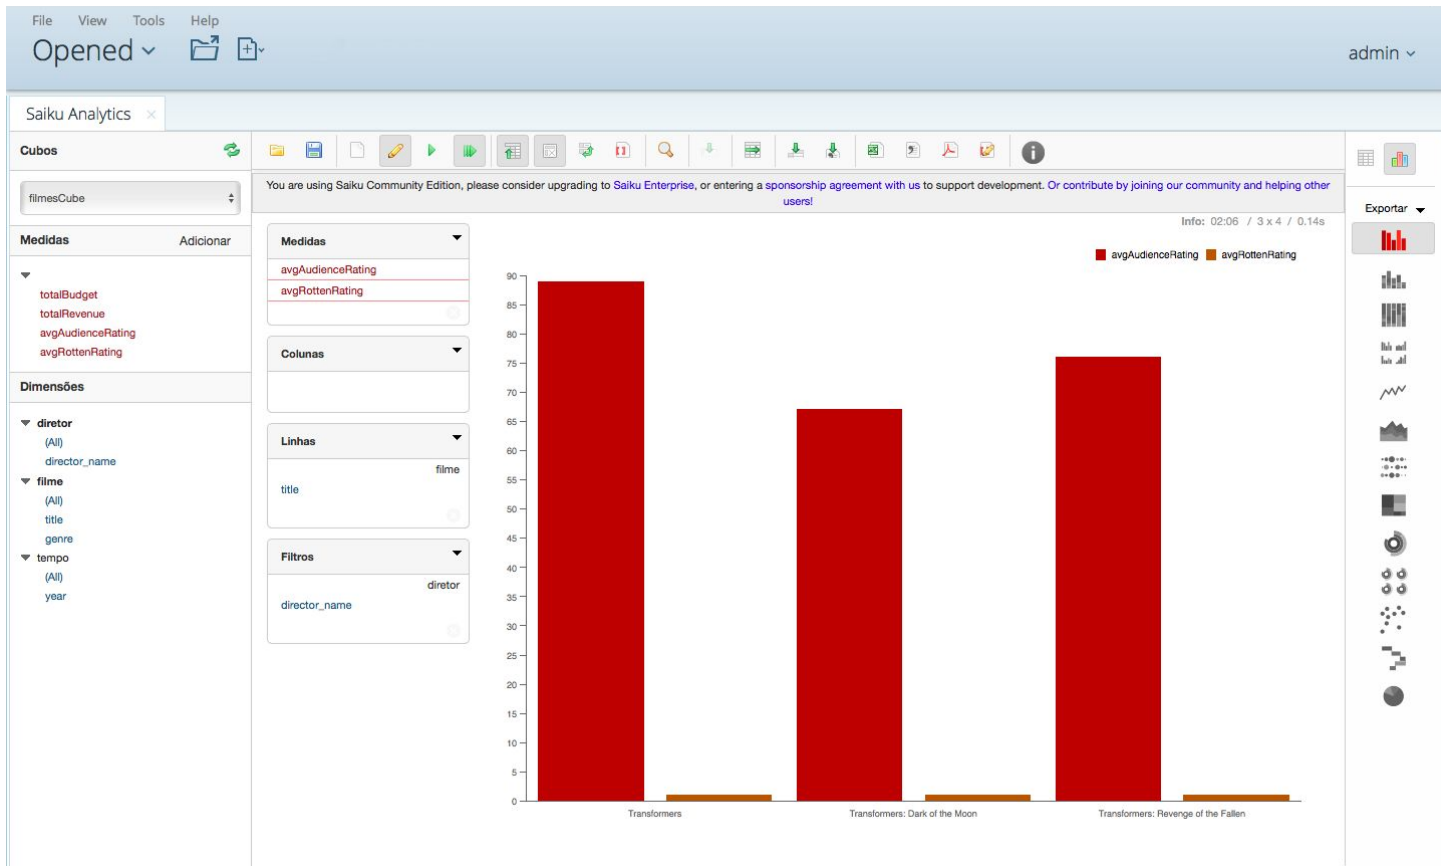 File View Tools Help
Opened
admin
Saiku Analytics ×
Cubos
filmesCube
Medidas Adicionar
totalBudget
totalRevenue
avgAudienceRating
avgRottenRating
Dimensões
diretor
(All)
director_name
filme
(All)
title
genre
tempo
(All)
year
You are using Saiku Community Edition, please consider upgrading to Saiku Enterprise, or entering a sponsorship agreement with us to support development. Or contribute by joining our community and helping other
users!
Info: 02:06 / 3 x 4 / 0.14s
Medidas
avgAudienceRating
avgRottenRating
Colunas
Linhas
filme
title
Filtros
diretor
director_name
avgAudienceRating avgRottenRating
90
85
80
75
70
65
60
55
50
45
40
35
30
25
20
15
10
5
0
Transformers Transformers: Dark of the Moon Transformers: Revenge of the Fallen
Exportar